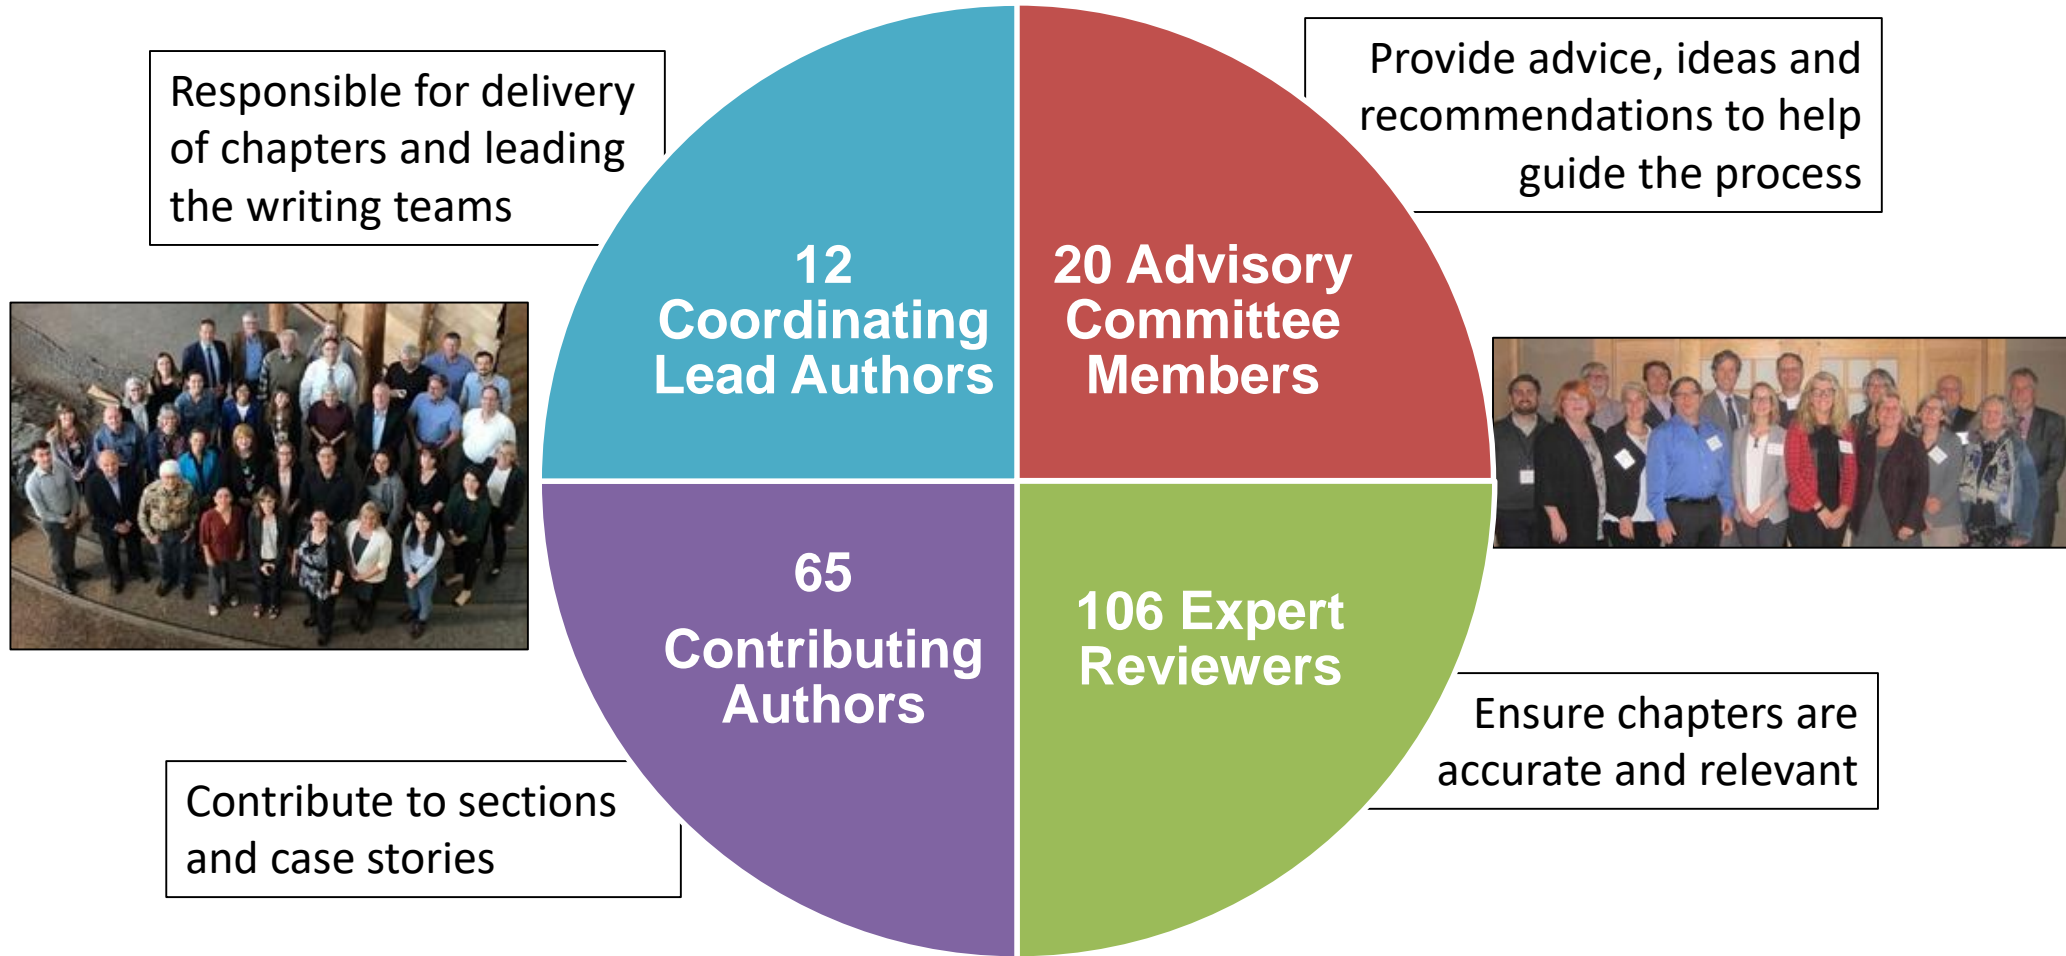 Responsible for delivery
of chapters and leading
the writing teams
12
Coordinating
Lead Authors
20 Advisory
Committee
Members
Provide advice, ideas and
recommendations to help
guide the process
65
Contributing
Authors
106 Expert
Reviewers
Contribute to sections
and case stories
Ensure chapters are
accurate and relevant